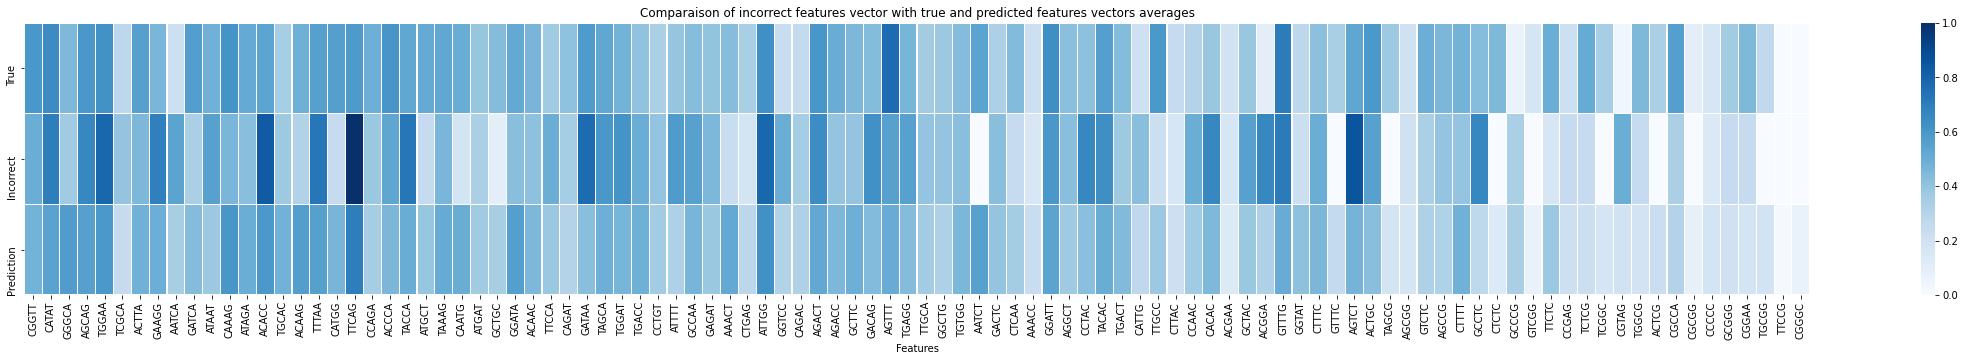 Comparaison of incorrect features vector with true and predicted features vectors averages
True
Incorrect
Prediction
1.0
0.8
0.6
0.4
0.2
0.0
CGGTT CATAT GGGCA AGCAG TGGAA TCGCA ACTTA GAAGG AATCA GATCA ATAAT CAAAG ATAGA ACACC TGCAC ACAAG TTTAA CATGG TTCAG CCAGA ACCCA TACCA ATGCT TAAAG CAATG ATGAT GCTGC GGATA ACAAC TTCCA CAGAT GATAA TAGCA TGGAT TGACC CCTGT ATTTT GCCAA GAGAT AAACT CTGAG ATTGG GGTCC CAGAC AGACT AGACC GCTTC GACAG AGTTT TGAGG TTGCA GGCTG TGTGG AATCT GACTC CTCAA AAACC GGATT AGGCT CCTAC TACAC TGACT CATTG TTGCC CTTAC CCAAC CACAC ACGAA GCTAC ACGGA GTTTG GGTAT CTTTC GTTTC AGTCT ACTGC TAGCG AGCGG GTCTC AGCCG CTTTT GCCTC CTCTC GCCCG GTCGG TTCTC CCGAG TCTCG TCGGC CGTAG TGGCG ACTCG CGCCA CGCGG CCCCC GCGGG CGGAA TGCGG TTCCG CGGGC
Features